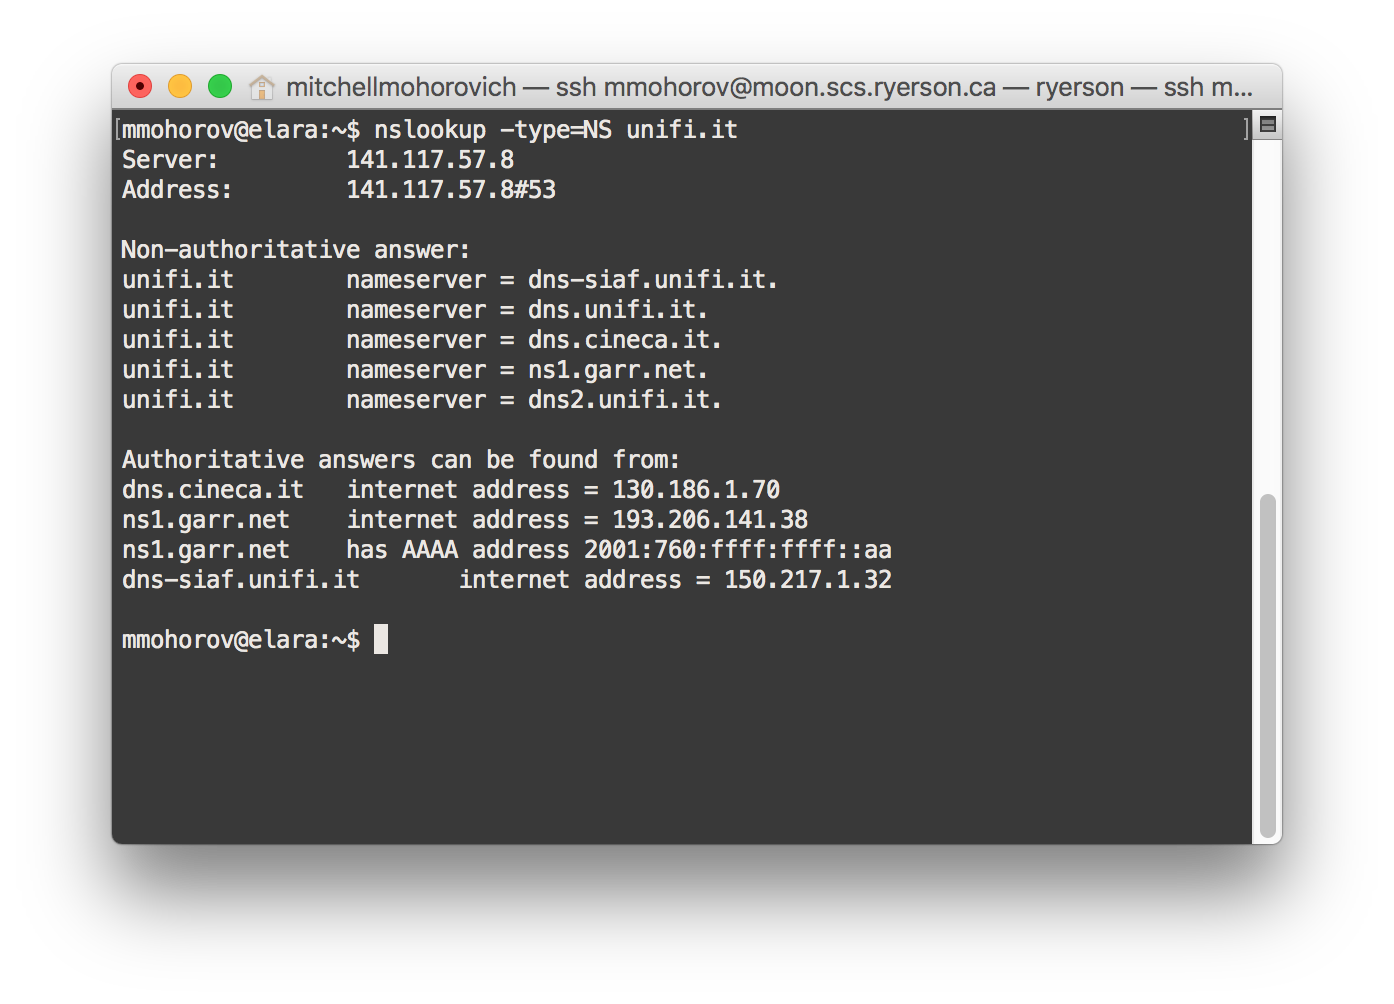 mitchellmohorovich — ssh mmohorov@moon.scs.ryerson.ca — ryerson — ssh m...
[mmohorov@elara:~$ nslookup -type=NS unifi.it ]
Server: 141.117.57.8
Address: 141.117.57.8#53
Non-authoritative answer:
unifi.it nameserver = dns-siaf.unifi.it.
unifi.it nameserver = dns.unifi.it.
unifi.it nameserver = dns.cineca.it.
unifi.it nameserver = ns1.garr.net.
unifi.it nameserver = dns2.unifi.it.
Authoritative answers can be found from:
dns.cineca.it internet address = 130.186.1.70
ns1.garr.net internet address = 193.206.141.38
ns1.garr.net has AAAA address 2001:760:ffff:ffff::aa
dns-siaf.unifi.it internet address = 150.217.1.32
mmohorov@elara:~$